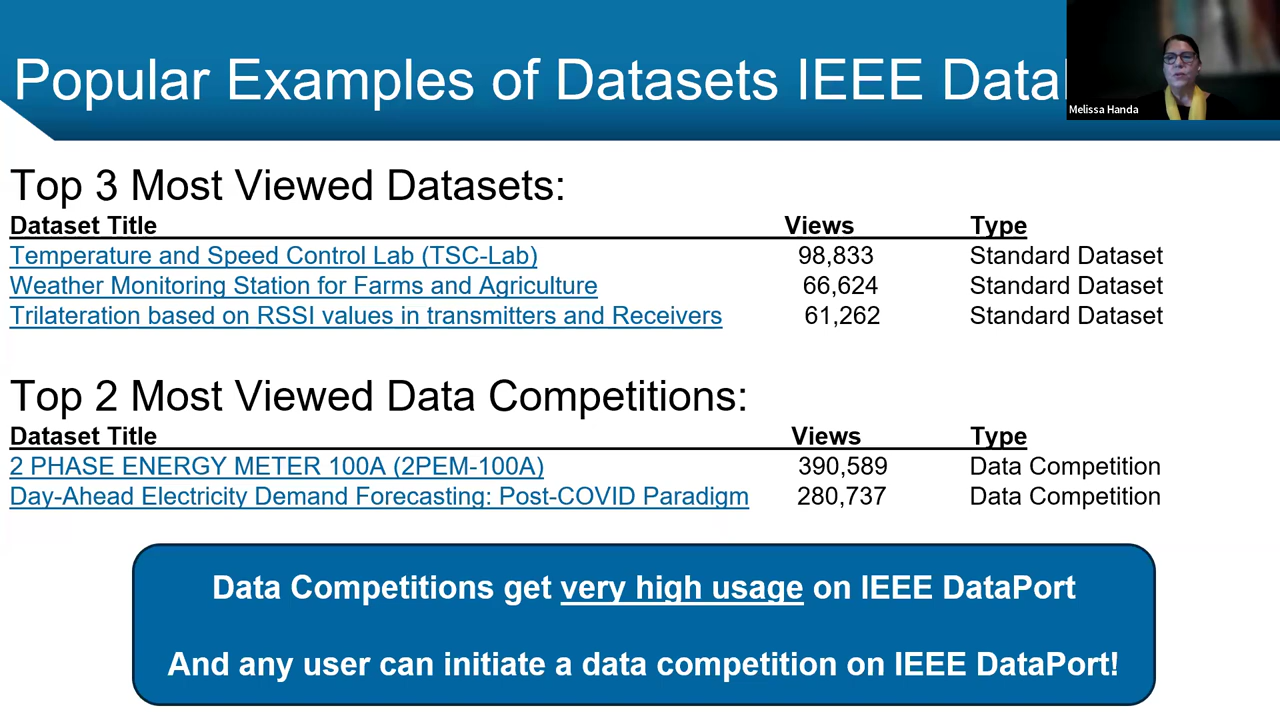 Popular Examples of Datasets IEEE Data
Melissa Handa
Top 3 Most Viewed Datasets:
Dataset Title Views Type
Temperature and Speed Control Lab (TSC-Lab) 98,833 Standard Dataset
Weather Monitoring Station for Farms and Agriculture 66,624 Standard Dataset
Trilateration based on RSSI values in transmitters and Receivers 61,262 Standard Dataset
Top 2 Most Viewed Data Competitions:
Dataset Title Views Type
2 PHASE ENERGY METER 100A (2PEM-100A) 390,589 Data Competition
Day-Ahead Electricity Demand Forecasting: Post-COVID Paradigm 280,737 Data Competition
Data Competitions get very high usage on IEEE DataPort
And any user can initiate a data competition on IEEE DataPort!